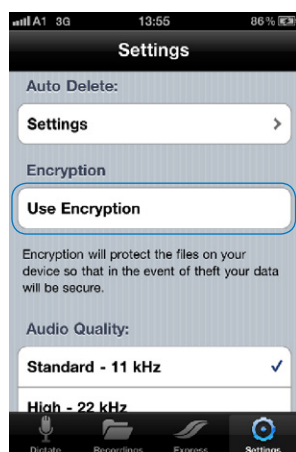 A1 3G 13:55 86%
Settings
Auto Delete:
Settings
Encryption
Use Encryption
Encryption will protect the files on your
device so that in the event of theft your data
will be secure.
Audio Quality:
Standard - 11 kHz
High - 22 kHz
Dictate Recordings Express Settings